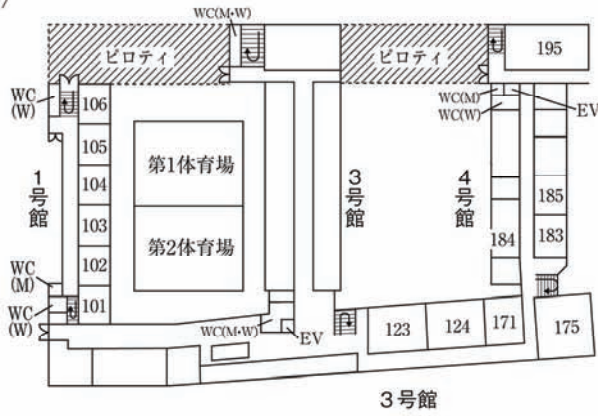 WC(M・W)
ピロティ
ピロティ
195
WC
(W)
106
WC(M)
WC(W)
EV
105
第1体育場
104
1号館
3号館
4号館
185
103
第2体育場
184
183
WC
(M)
102
WC
(W)
101
WC(M・W)
EV
123
124
171
175
3号館